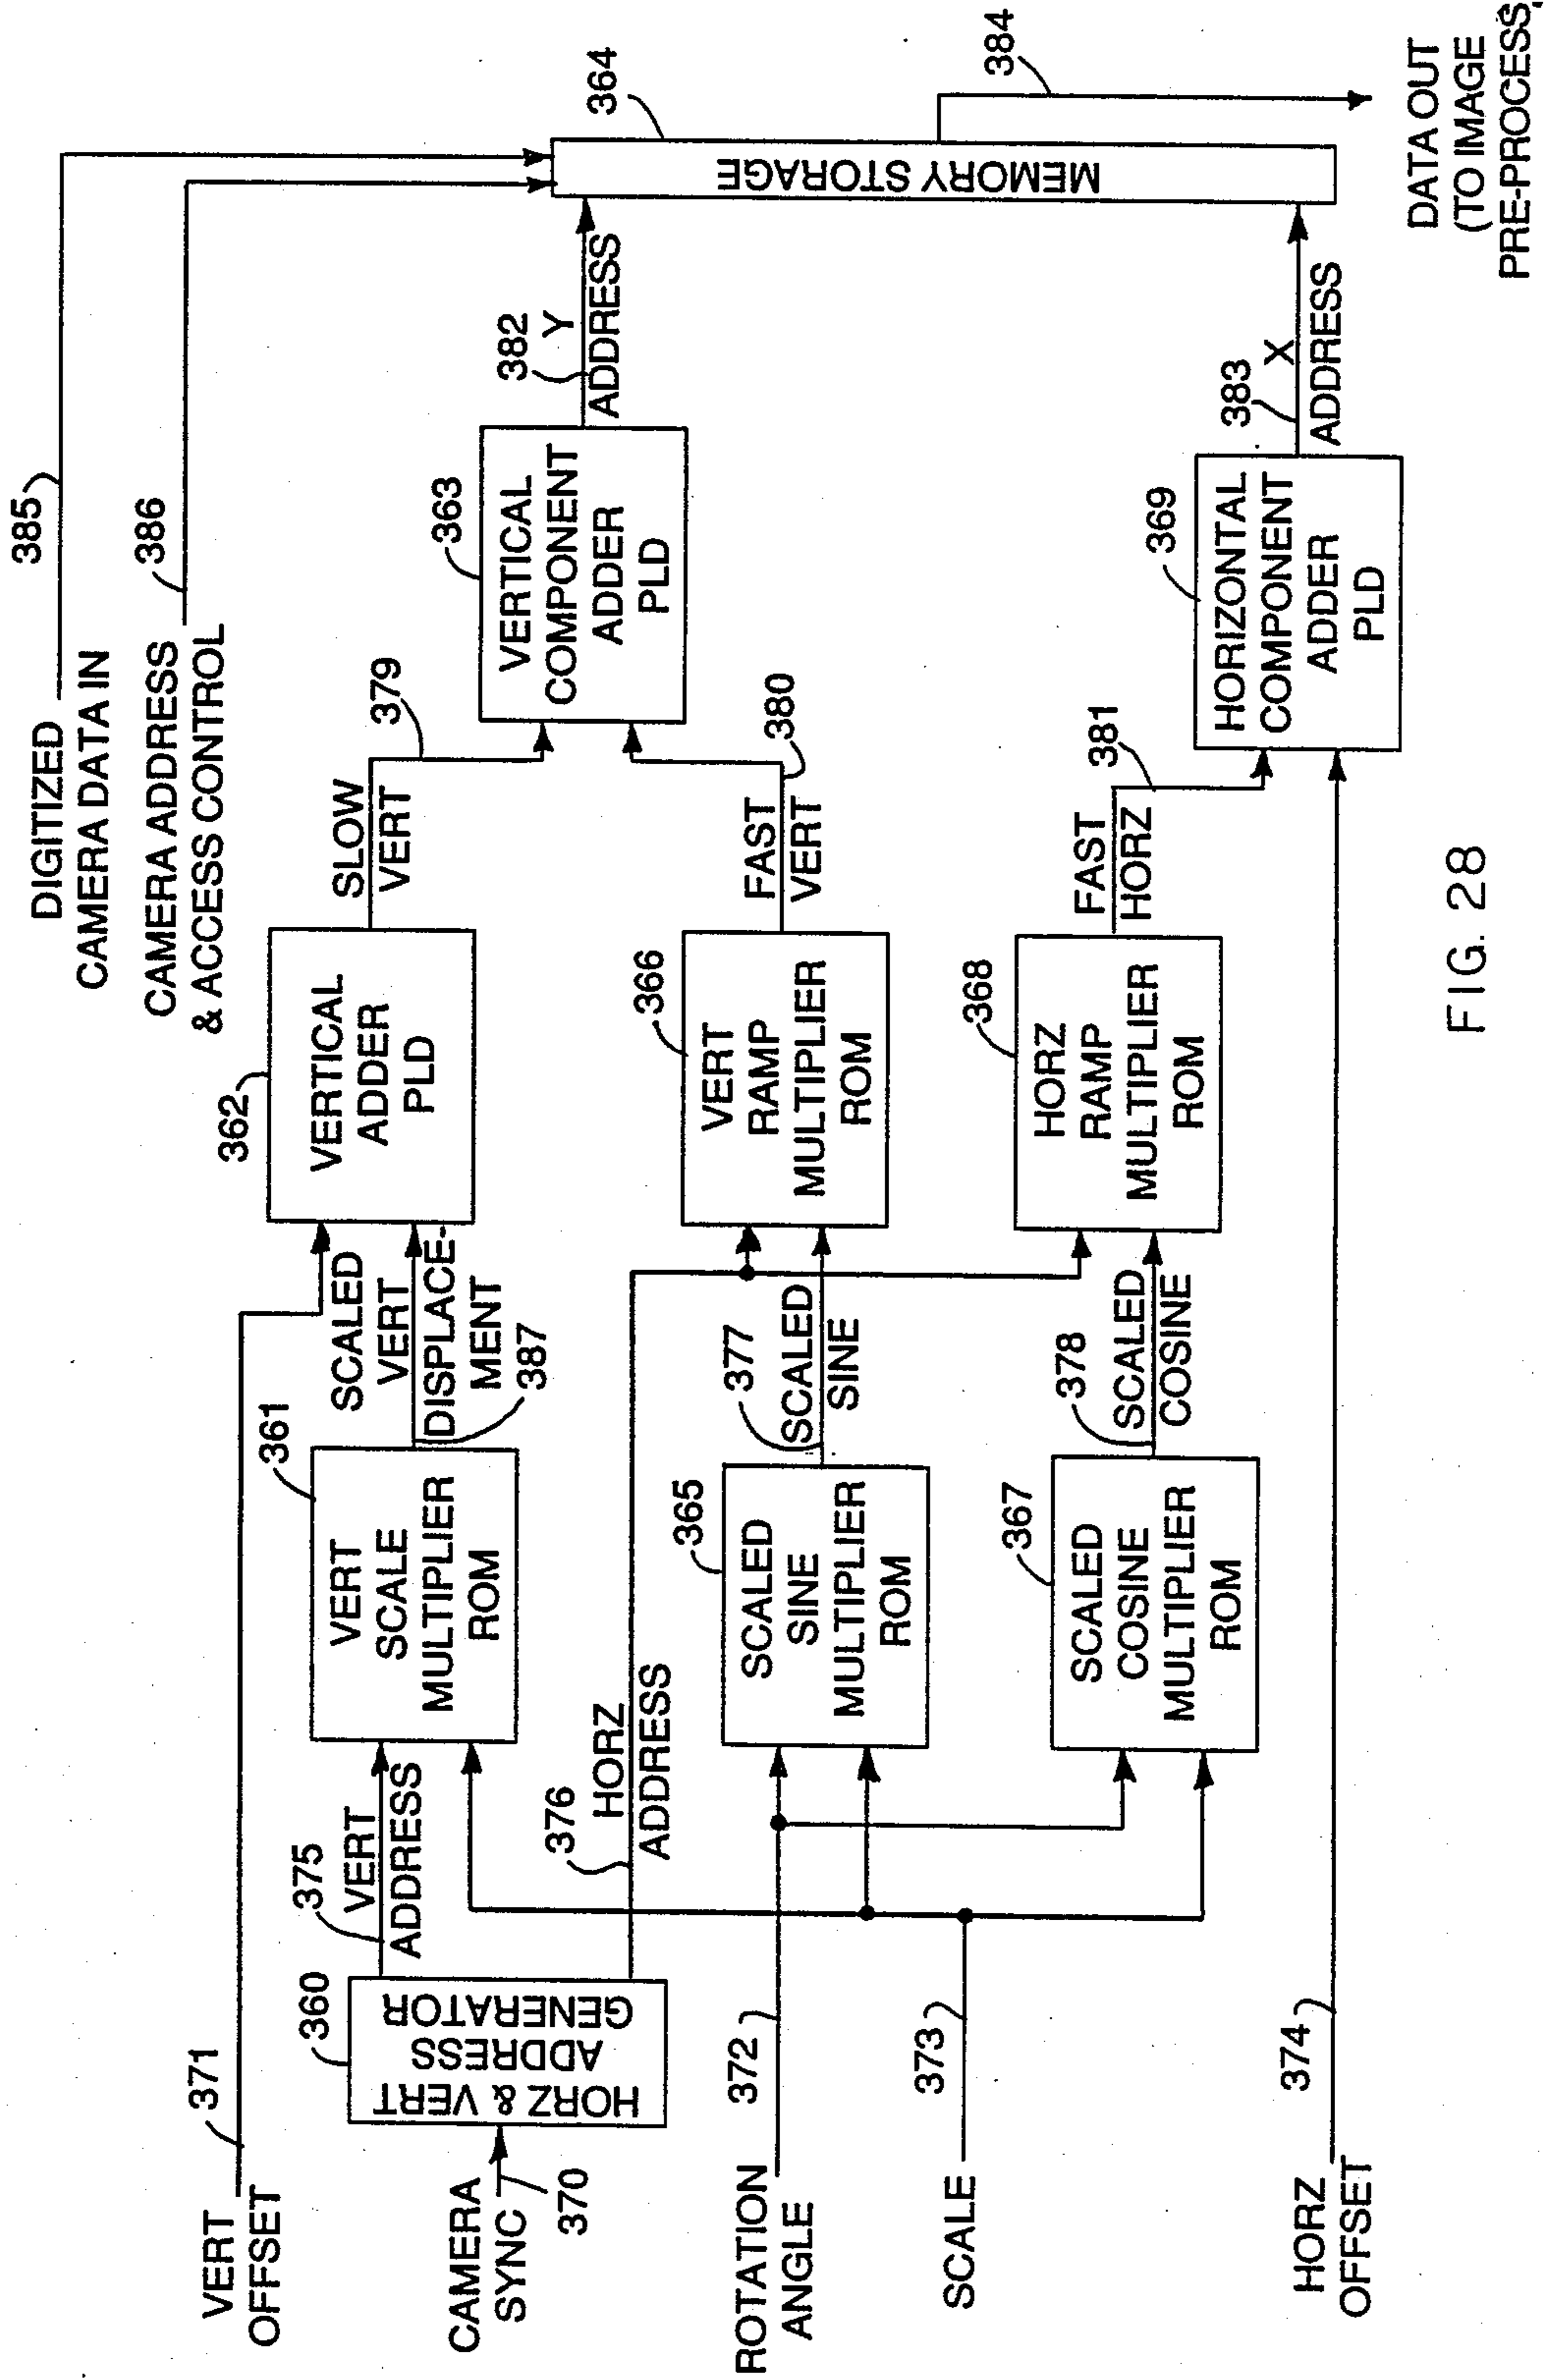 385
DIGITIZED
CAMERA DATA IN
386
CAMERA ADDRESS
& ACCESS CONTROL
371
VERT
OFFSET
CAMERA
SYNC
370
360
HORZ & VERT
ADDRESS
GENERATOR
375
VERT
ADDRESS
376
HORZ
ADDRESS
361
VERT
SCALE
MULTIPLIER
ROM
SCALED
VERT
DISPLACE-
MENT
387
362
VERTICAL
ADDER
PLD
SLOW
VERT
379
363
VERTICAL
COMPONENT
ADDER
PLD
382
Y
ADDRESS
364
MEMORY STORAGE
384
DATA OUT
(TO IMAGE
PRE-PROCESS)
ROTATION
ANGLE
372
SCALE
373
365
SCALED
SINE
MULTIPLIER
ROM
377
SCALED
SINE
366
VERT
RAMP
MULTIPLIER
ROM
FAST
VERT
380
367
SCALED
COSINE
MULTIPLIER
ROM
378
SCALED
COSINE
368
HORZ
RAMP
MULTIPLIER
ROM
FAST
HORZ
381
369
HORIZONTAL
COMPONENT
ADDER
PLD
383
X
ADDRESS
HORZ
OFFSET
374
FIG. 28